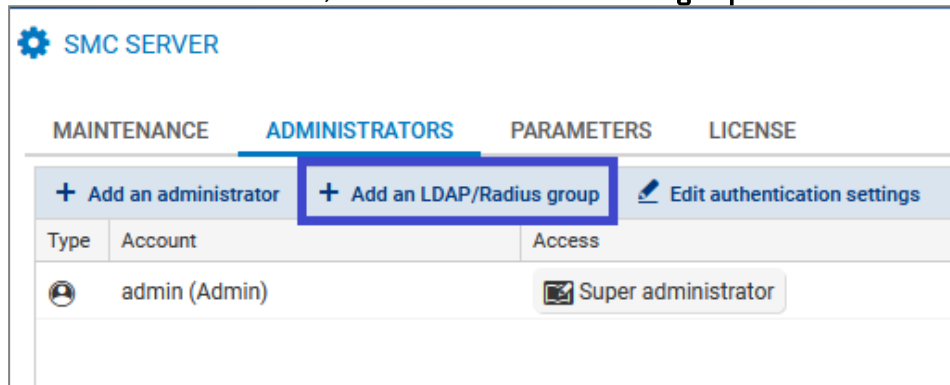 SMC SERVER
MAINTENANCE ADMINISTRATORS PARAMETERS LICENSE
+ Add an administrator + Add an LDAP/Radius group Edit authentication settings
Type Account Access
admin (Admin) Super administrator